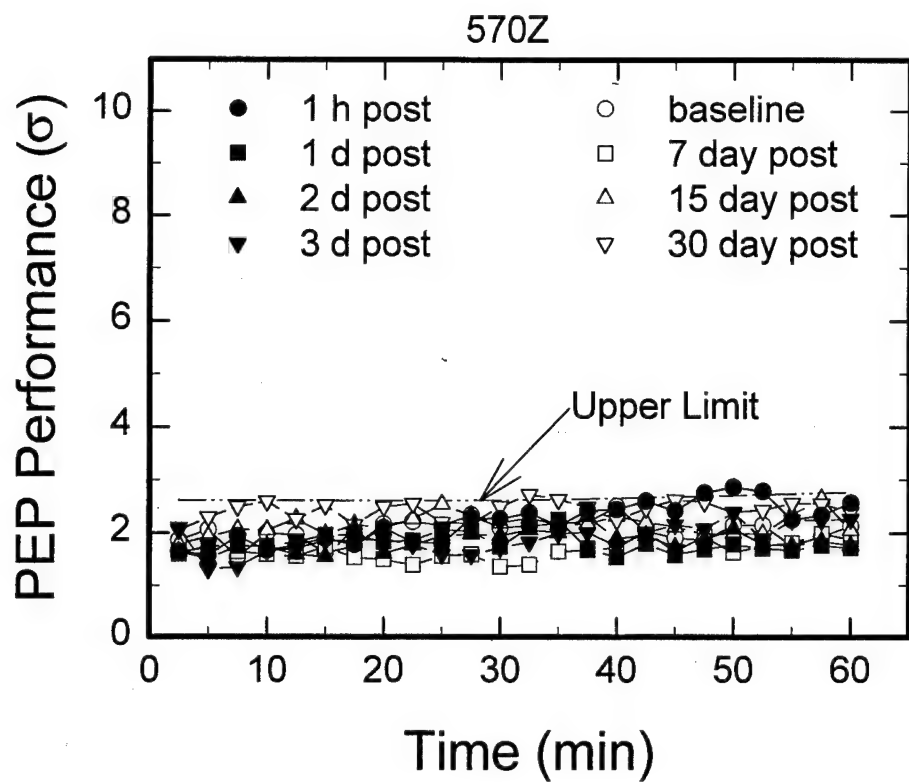 570Z
PEP Performance (σ)
10
8
6
4
2
0
1 h post
1 d post
2 d post
3 d post
baseline
7 day post
15 day post
30 day post
Upper Limit
0 10 20 30 40 50 60
Time (min)